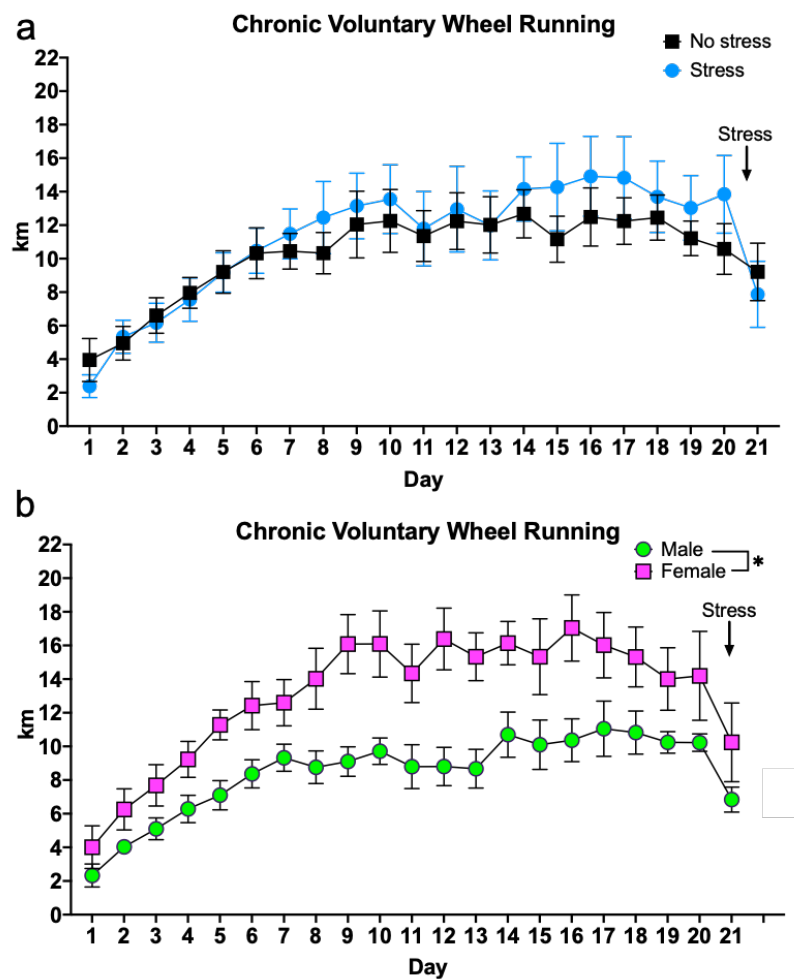 a
Chronic Voluntary Wheel Running
No stress
Stress
Stress
km
22
20
18
16
14
12
10
8
6
4
2
0
1 2 3 4 5 6 7 8 9 10 11 12 13 14 15 16 17 18 19 20 21
Day
b
Chronic Voluntary Wheel Running
Male
Female
*
Stress
km
22
20
18
16
14
12
10
8
6
4
2
0
1 2 3 4 5 6 7 8 9 10 11 12 13 14 15 16 17 18 19 20 21
Day